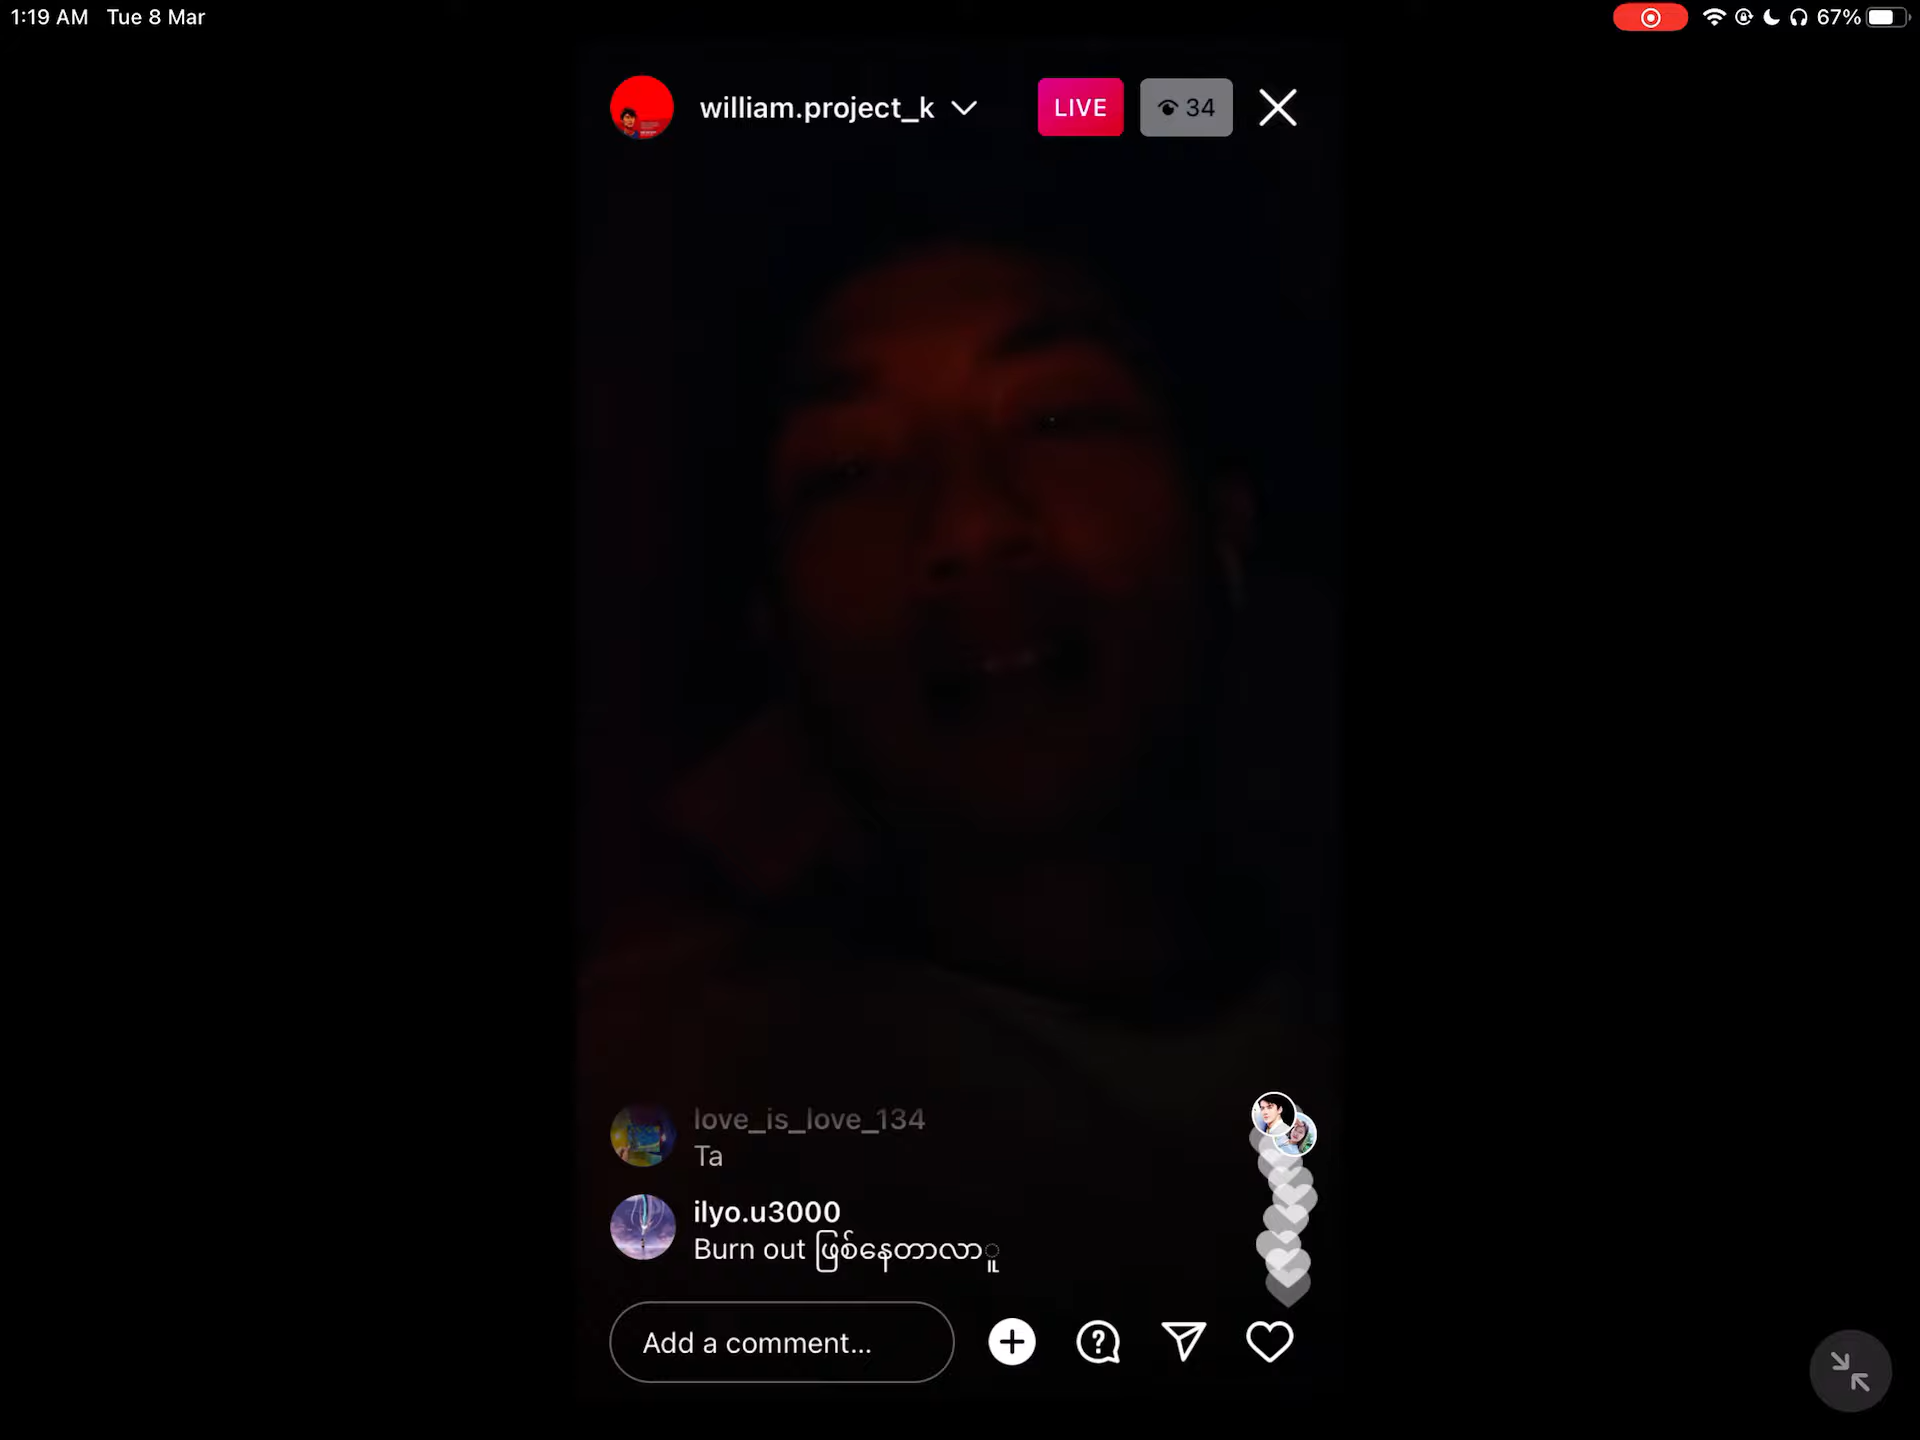 1:19 AM Tue 8 Mar
67%
william.project_k
LIVE
34
love_is_love_134
Ta
ilyo.u3000
Burn out ဖြစ်နေတာလာူ
Add a comment...